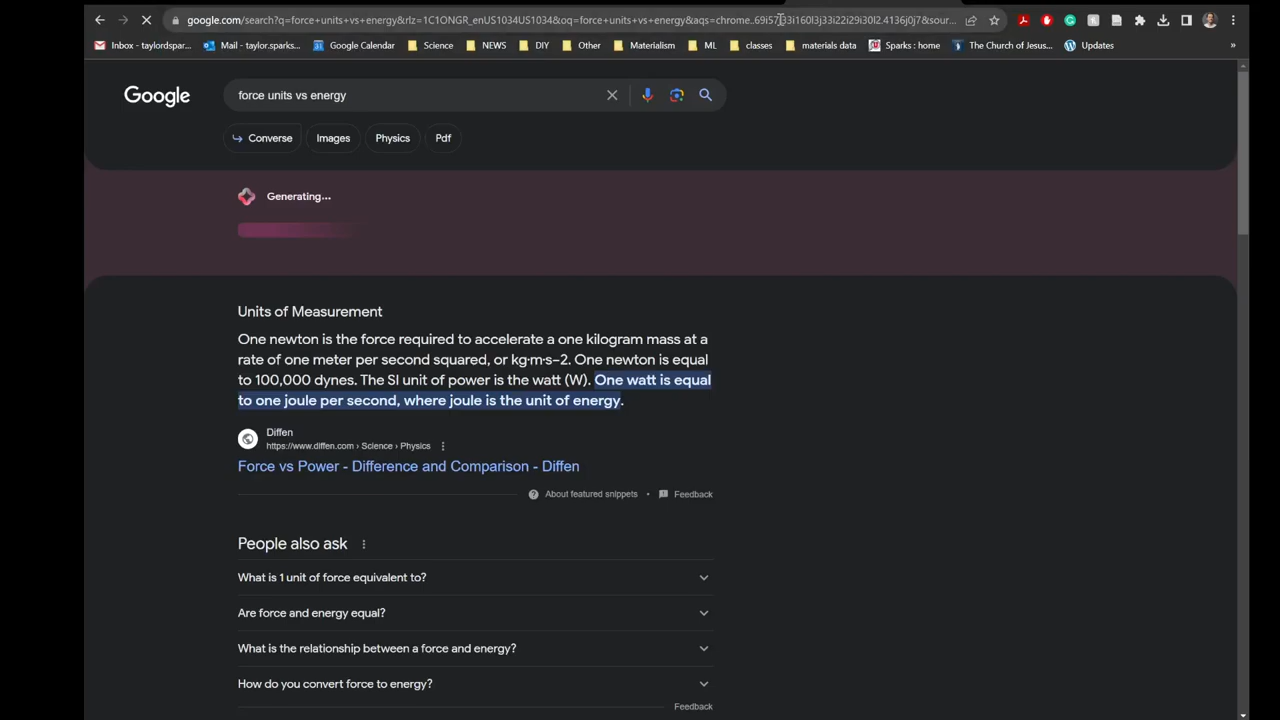 google.com/search?q=force+units+vs+energy&rlz=1C1ONGR_enUS1034US1034&oq=force+units+vs+energy&aqs=chrome..69i57j33i160l3j33i22i29i30l2.4136j0j7&sour...
Inbox - taylordspar... Mail - taylor.sparks... Google Calendar Science NEWS DIY Other Materialism ML classes materials data Sparks : home The Church of Jesus... Updates »
Google force units vs energy
Converse Images Physics Pdf
Generating...
Units of Measurement
One newton is the force required to accelerate a one kilogram mass at a
rate of one meter per second squared, or kg·m·s−2. One newton is equal
to 100,000 dynes. The SI unit of power is the watt (W). One watt is equal
to one joule per second, where joule is the unit of energy.
Diffen
https://www.diffen.com › Science › Physics
Force vs Power - Difference and Comparison - Diffen
About featured snippets • Feedback
People also ask
What is 1 unit of force equivalent to?
Are force and energy equal?
What is the relationship between a force and energy?
How do you convert force to energy?
Feedback